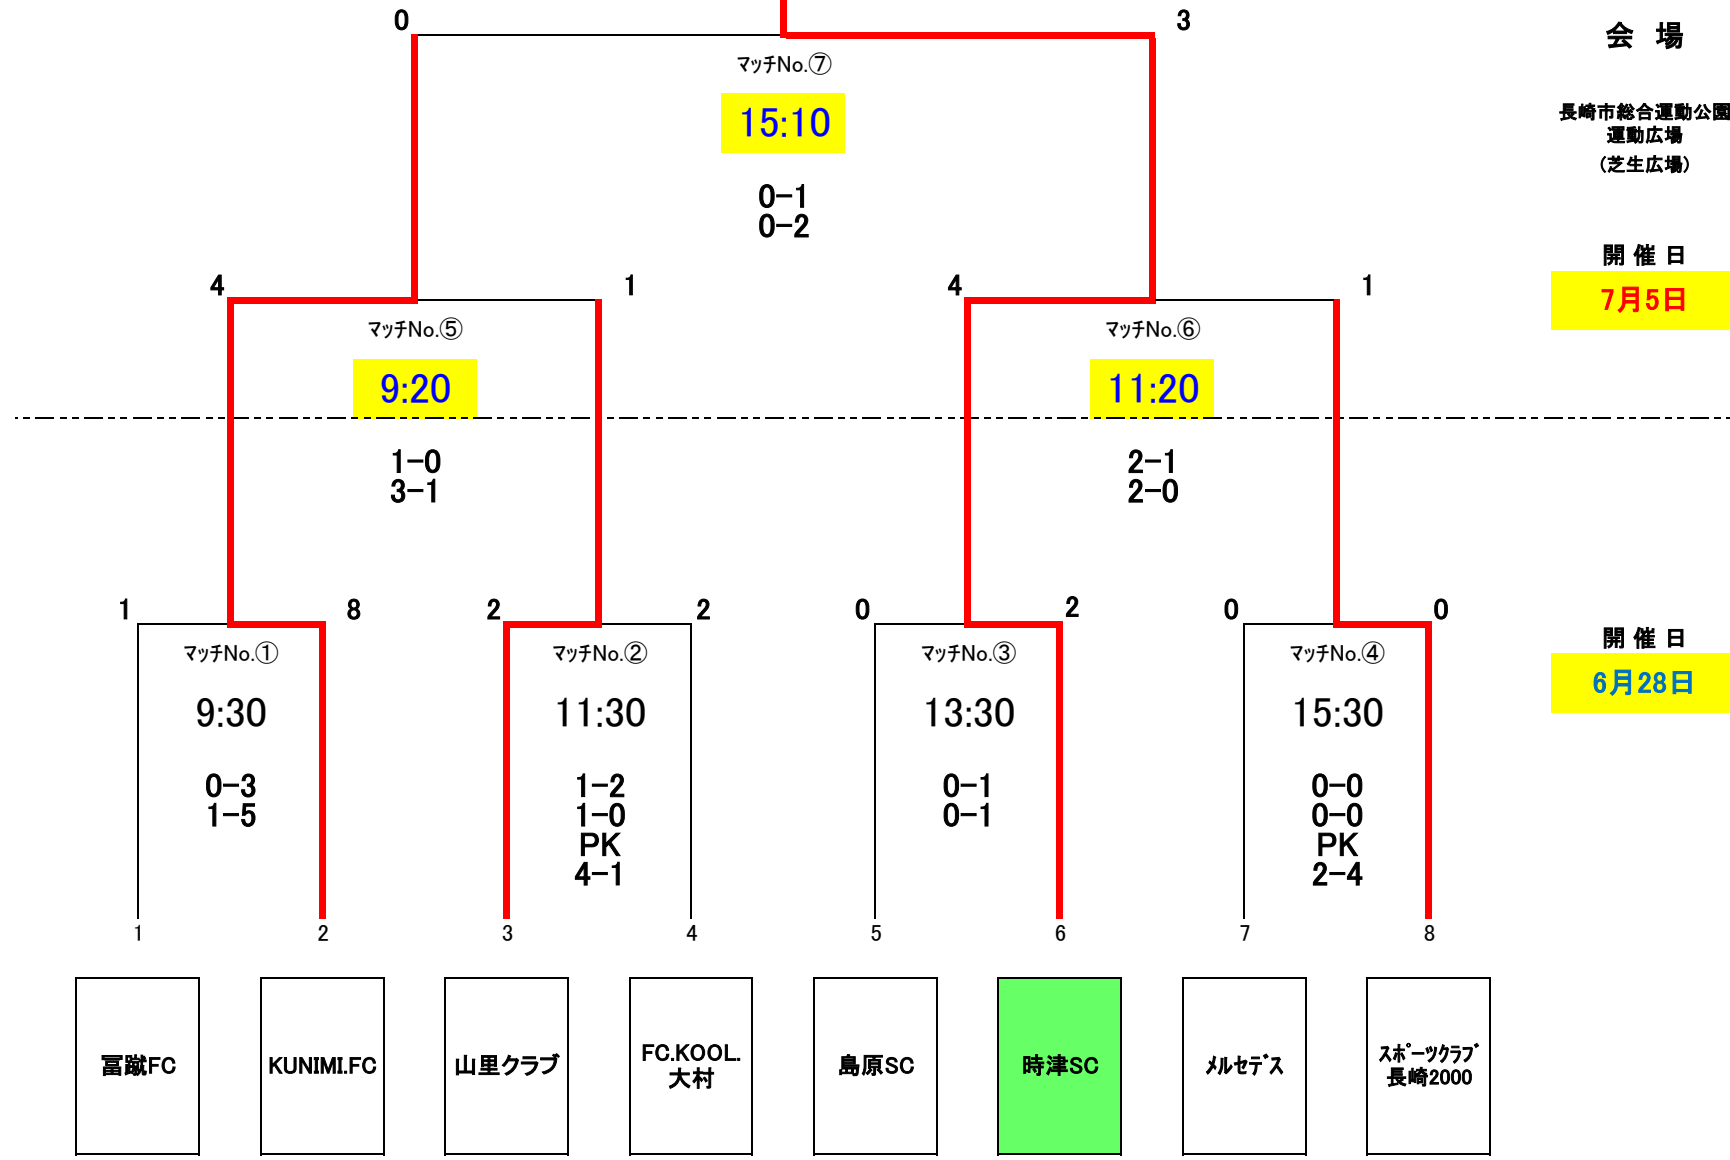 0
3
会 場
マッチNo.⑦
15:10
長崎市総合運動公園
運動広場
(芝生広場)
0-1
0-2
開 催 日
7月5日
4
1
4
1
マッチNo.⑤
マッチNo.⑥
9:20
11:20
1-0
3-1
2-1
2-0
1
8
2
2
0
2
0
0
開 催 日
6月28日
マッチNo.①
マッチNo.②
マッチNo.③
マッチNo.④
9:30
11:30
13:30
15:30
0-3
1-5
1-2
1-0
PK
4-1
0-1
0-1
0-0
0-0
PK
2-4
1
2
3
4
5
6
7
8
冨蹴FC
KUNIMI.FC
山里クラブ
FC.KOOL.
大村
島原SC
時津SC
メルセデス
スポーツクラブ
長崎2000